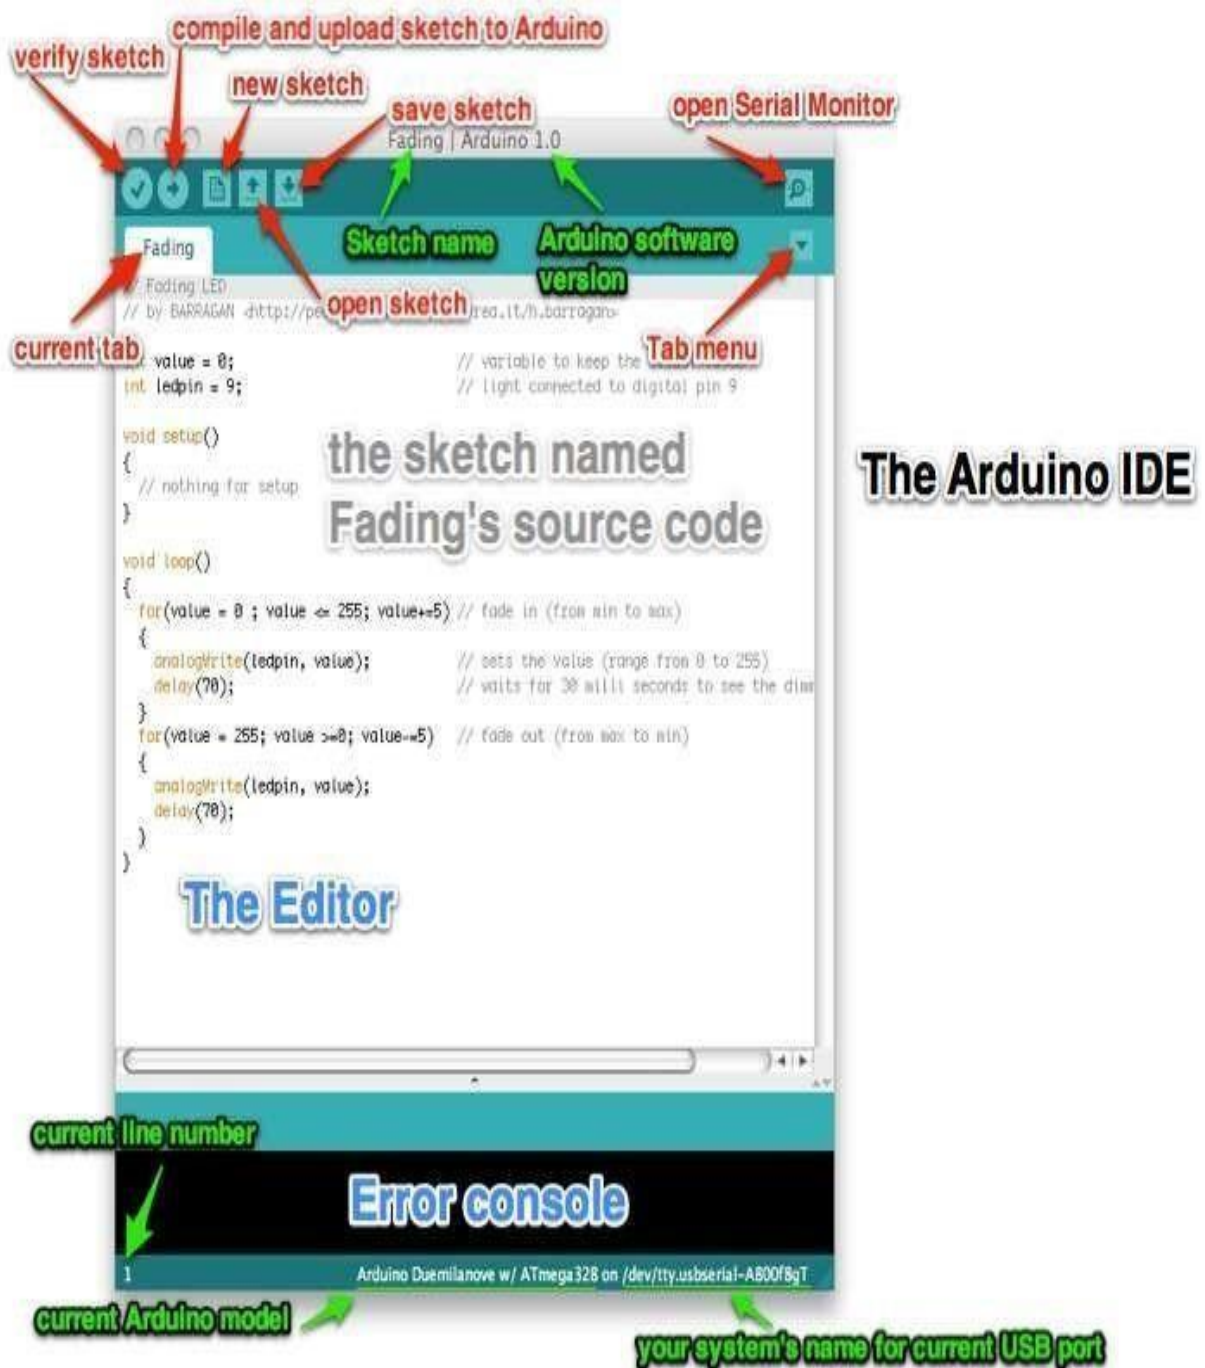 compile and upload sketch to Arduino
verify sketch
new sketch
save sketch
open Serial Monitor
Fading | Arduino 1.0
Sketch name
Arduino software
version
Fading
// Fading LED
open sketch
// by BARRAGAN <http:// rea.it/h.barragan>
current tab
Tab menu
value = 0; // variable to keep the
int ledpin = 9; // light connected to digital pin 9
void setup()
{
// nothing for setup
}
the sketch named
Fading's source code
The Arduino IDE
void loop()
{
for(value = 0 ; value <= 255; value+=5) // fade in (from min to max)
{
analogWrite(ledpin, value); // sets the value (range from 0 to 255)
delay(70); // waits for 30 milli seconds to see the dimm
}
for(value = 255; value >=0; value-=5) // fade out (from max to min)
{
analogWrite(ledpin, value);
delay(70);
}
}
The Editor
current line number
Error console
1
Arduino Duemilanove w/ ATmega328 on /dev/tty.usbserial-A800f8gT
current Arduino model
your system's name for current USB port